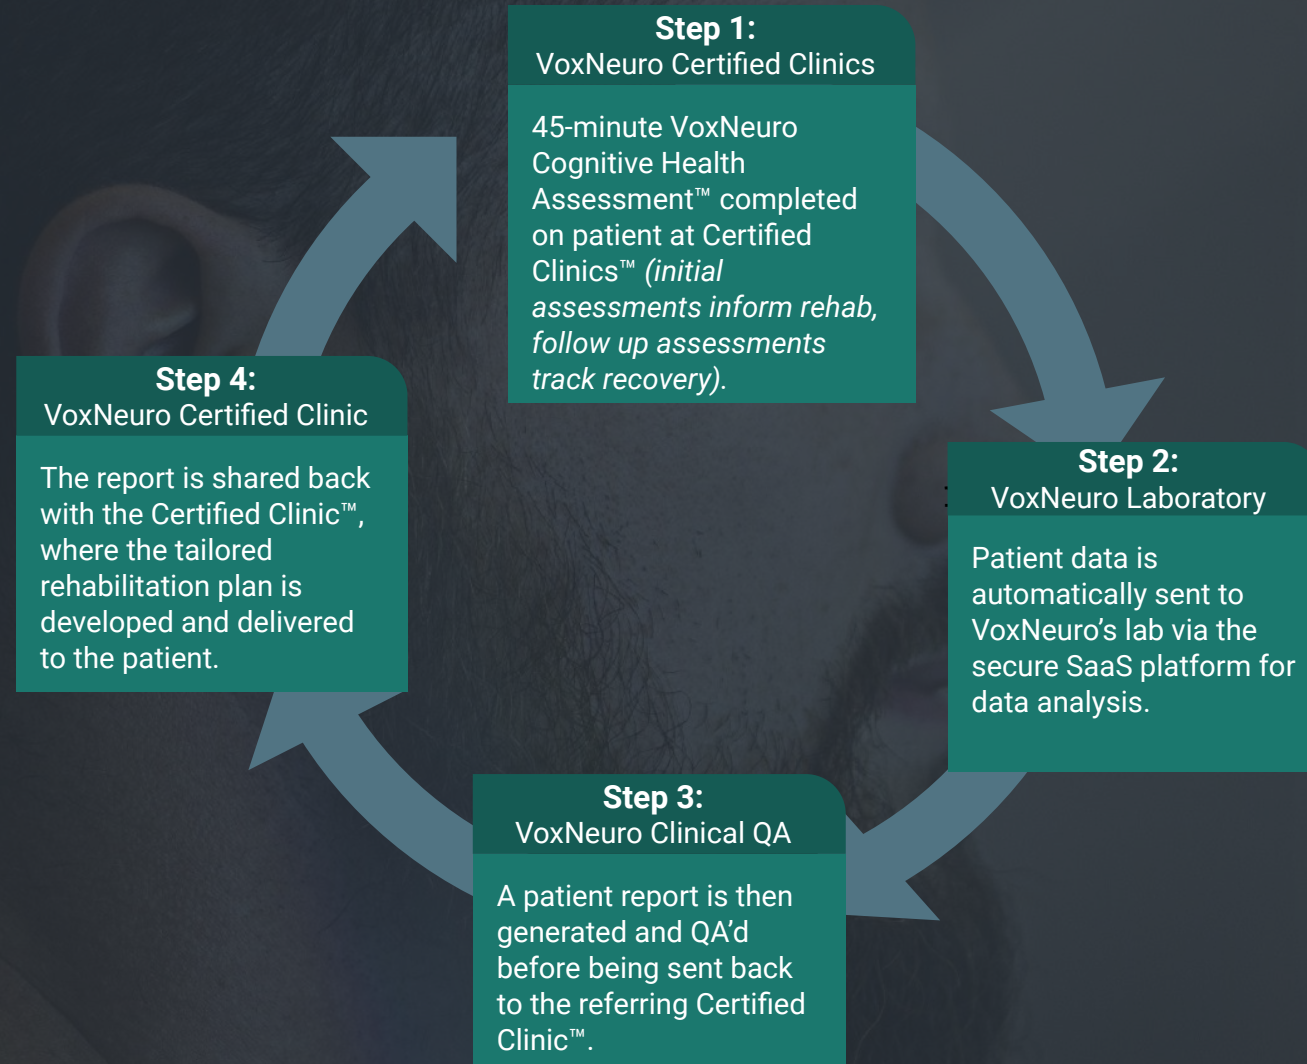 Step 1:
VoxNeuro Certified Clinics
45-minute VoxNeuro
Cognitive Health
Assessment™ completed
on patient at Certified
Clinics™ (initial
assessments inform rehab,
follow up assessments
track recovery).
Step 2:
VoxNeuro Laboratory
Patient data is
automatically sent to
VoxNeuro’s lab via the
secure SaaS platform for
data analysis.
Step 3:
VoxNeuro Clinical QA
A patient report is then
generated and QA’d
before being sent back
to the referring Certified
Clinic™.
Step 4:
VoxNeuro Certified Clinic
The report is shared back
with the Certified Clinic™,
where the tailored
rehabilitation plan is
developed and delivered
to the patient.